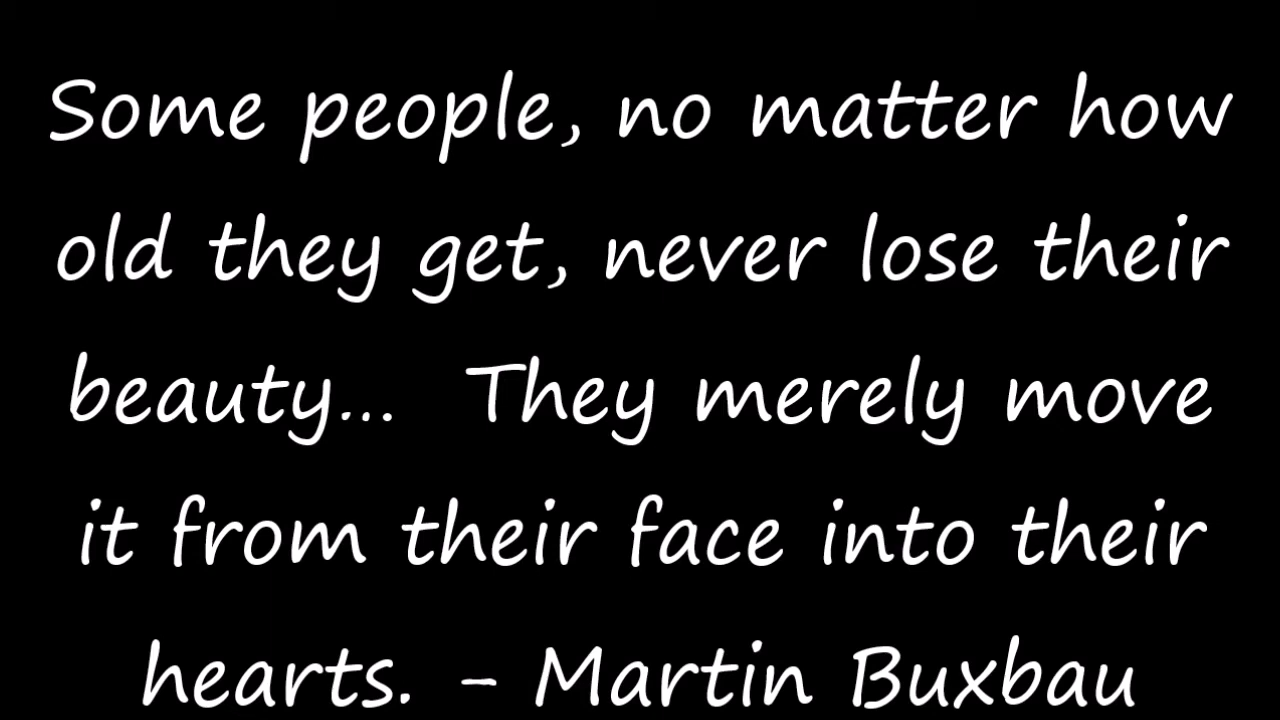 Some people, no matter how
old they get, never lose their
beauty... They merely move
it from their face into their
hearts. - Martin Buxbau